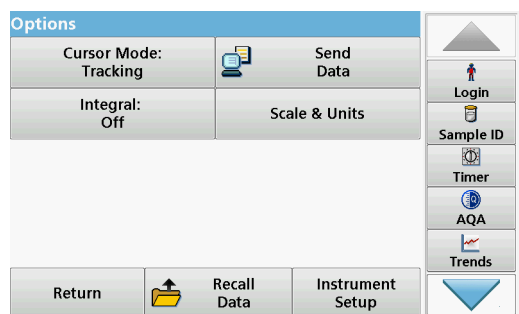 Options
Cursor Mode:
Tracking
Send
Data
Integral:
Off
Scale & Units
Return
Recall
Data
Instrument
Setup
Login
Sample ID
Timer
AQA
Trends